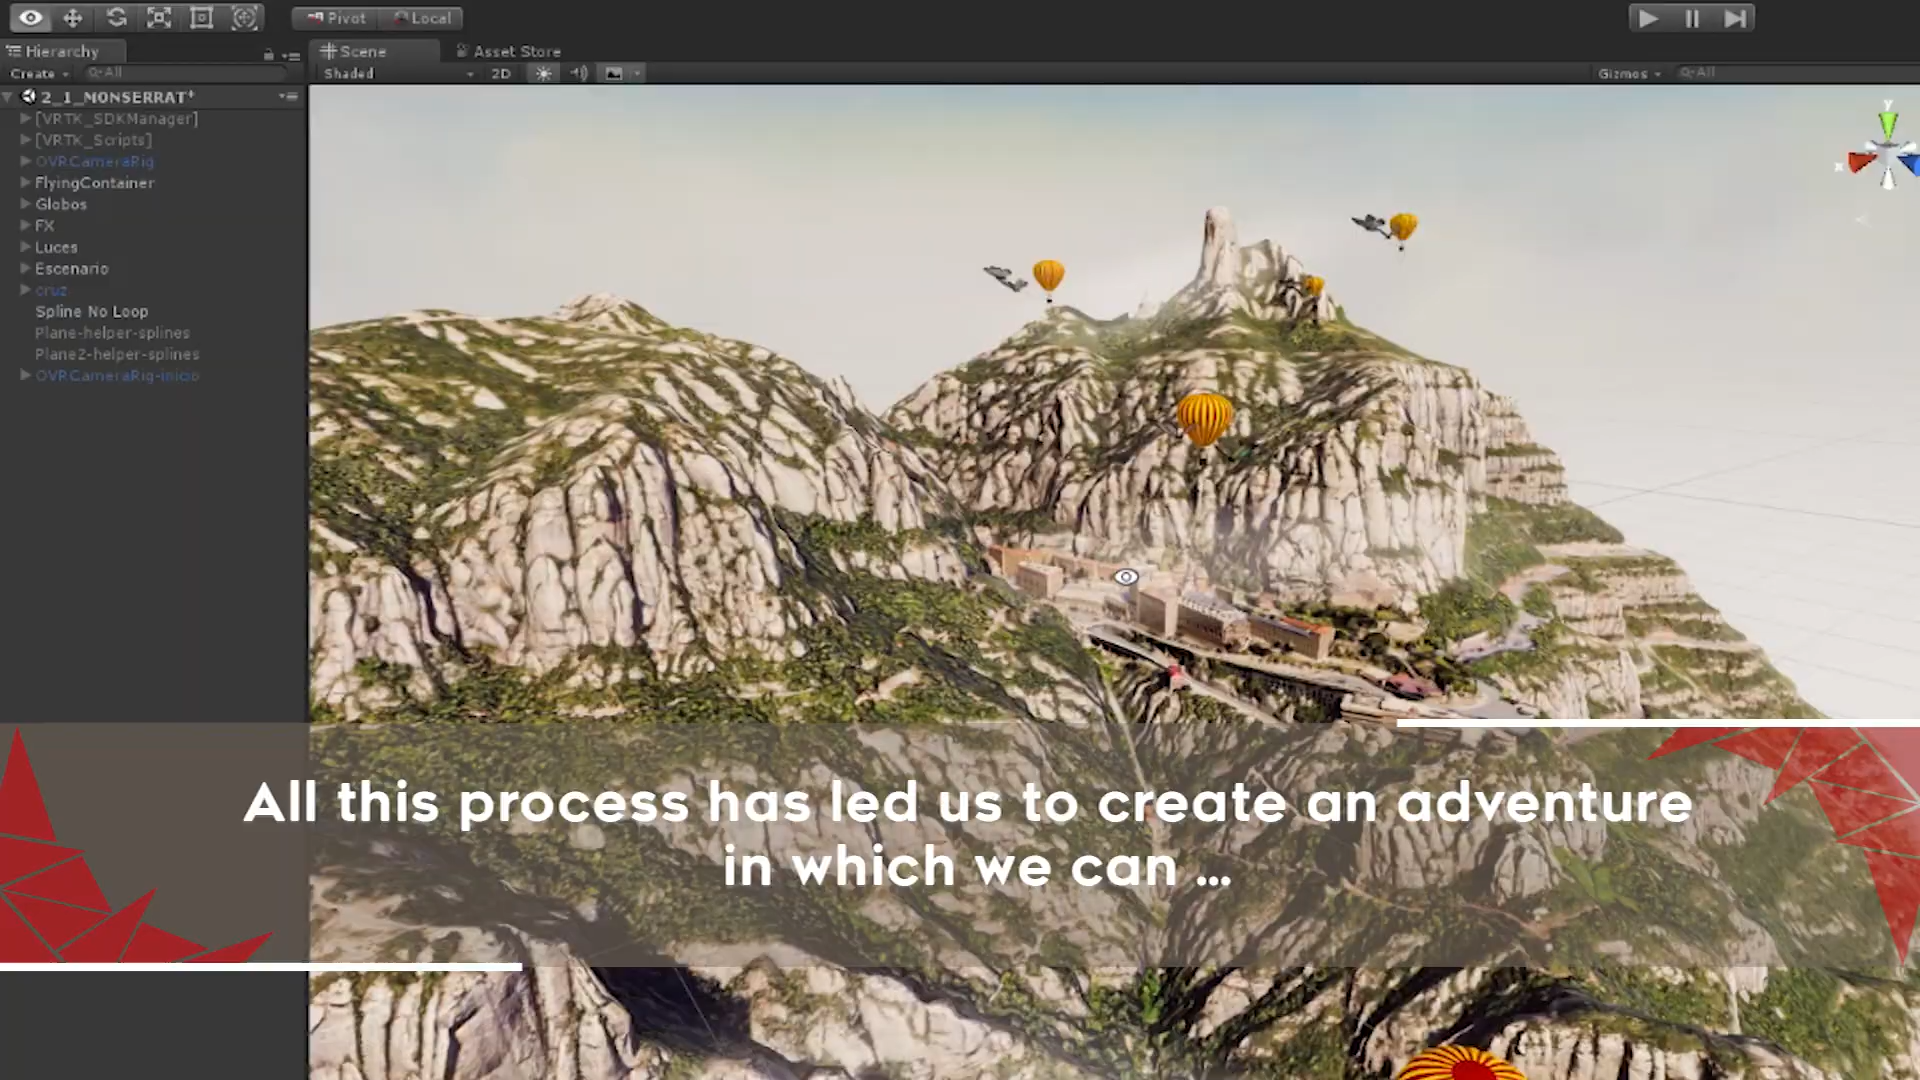 Pivot Local
Hierarchy
Scene Asset Store
Create All
Shaded 2D
Gizmos All
2_1_MONSERRAT*
[VRTK_SDKManager]
[VRTK_Scripts]
OVRCameraRig
FlyingContainer
Globos
FX
Luces
Escenario
cruz
Spline No Loop
Plane-helper-splines
Plane2-helper-splines
OVRCameraRig-inicio
y
x
All this process has led us to create an adventure
in which we can ...